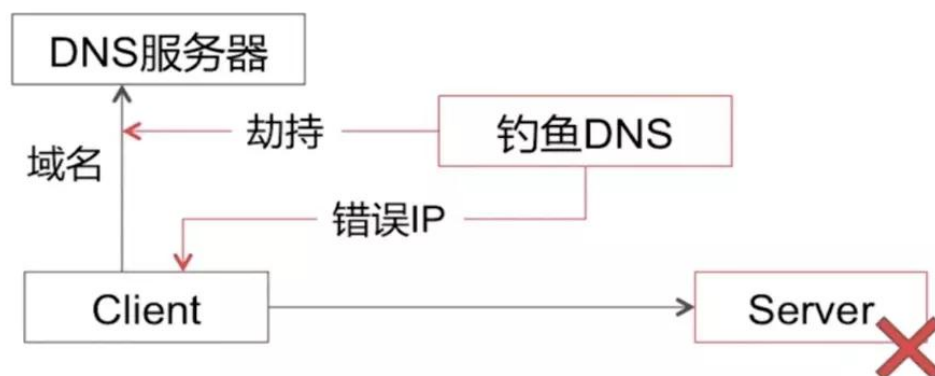 DNS服务器
劫持
钓鱼DNS
域名
错误IP
Client
Server